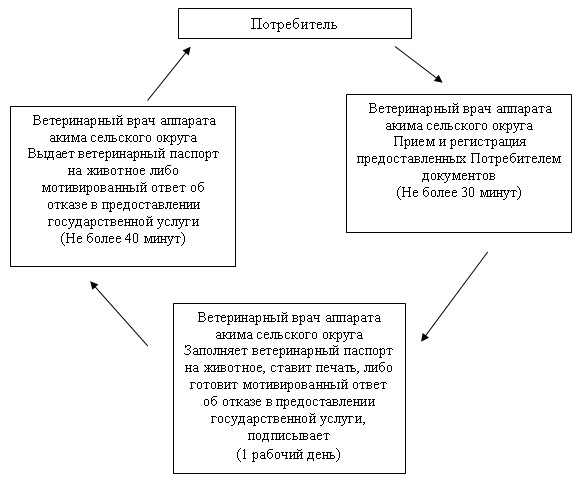 Потребитель
Ветеринарный врач аппарата
акима сельского округа
Прием и регистрация
предоставленных Потребителем
документов
(Не более 30 минут)
Ветеринарный врач аппарата
акима сельского округа
Заполняет ветеринарный паспорт
на животное, ставит печать, либо
готовит мотивированный ответ
об отказе в предоставлении
государственной услуги,
подписывает
(1 рабочий день)
Ветеринарный врач аппарата
акима сельского округа
Выдает ветеринарный паспорт
на животное либо
мотивированный ответ об
отказе в предоставлении
государственной услуги
(Не более 40 минут)